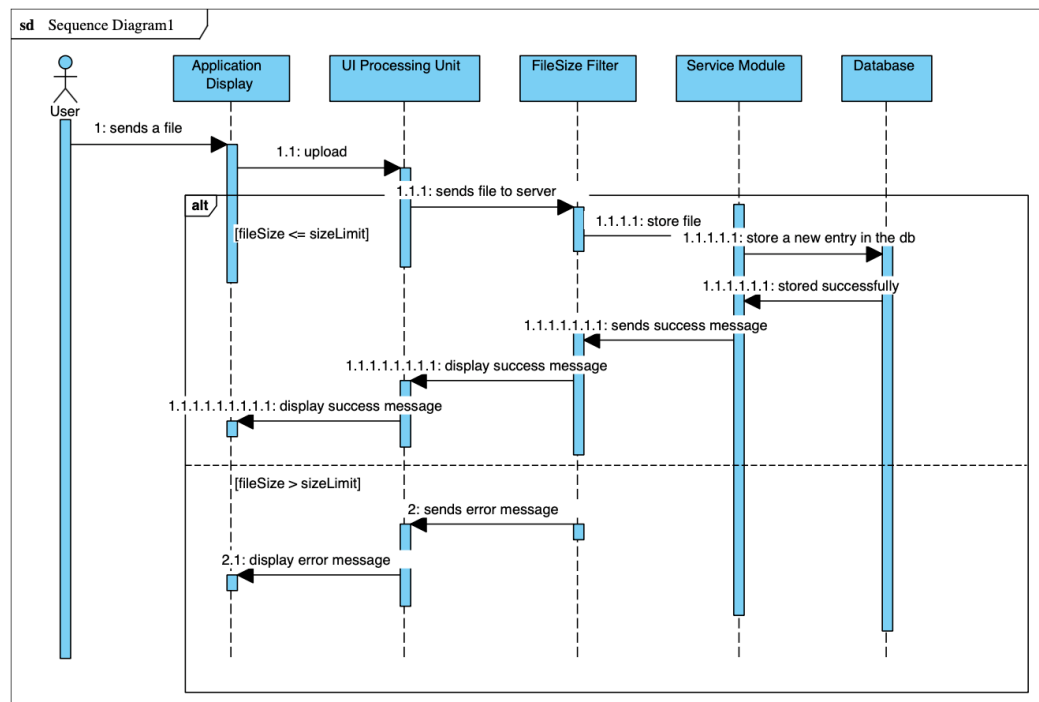 sd Sequence Diagram1
Application
Display
UI Processing Unit
FileSize Filter
Service Module
Database
User
1: sends a file
1.1: upload
1.1.1: sends file to server
alt
[fileSize <= sizeLimit]
1.1.1.1: store file
1.1.1.1.1: store a new entry in the db
1.1.1.1.1.1: stored successfully
1.1.1.1.1.1.1: sends success message
1.1.1.1.1.1.1.1: display success message
1.1.1.1.1.1.1.1.1: display success message
[fileSize > sizeLimit]
2: sends error message
2.1: display error message